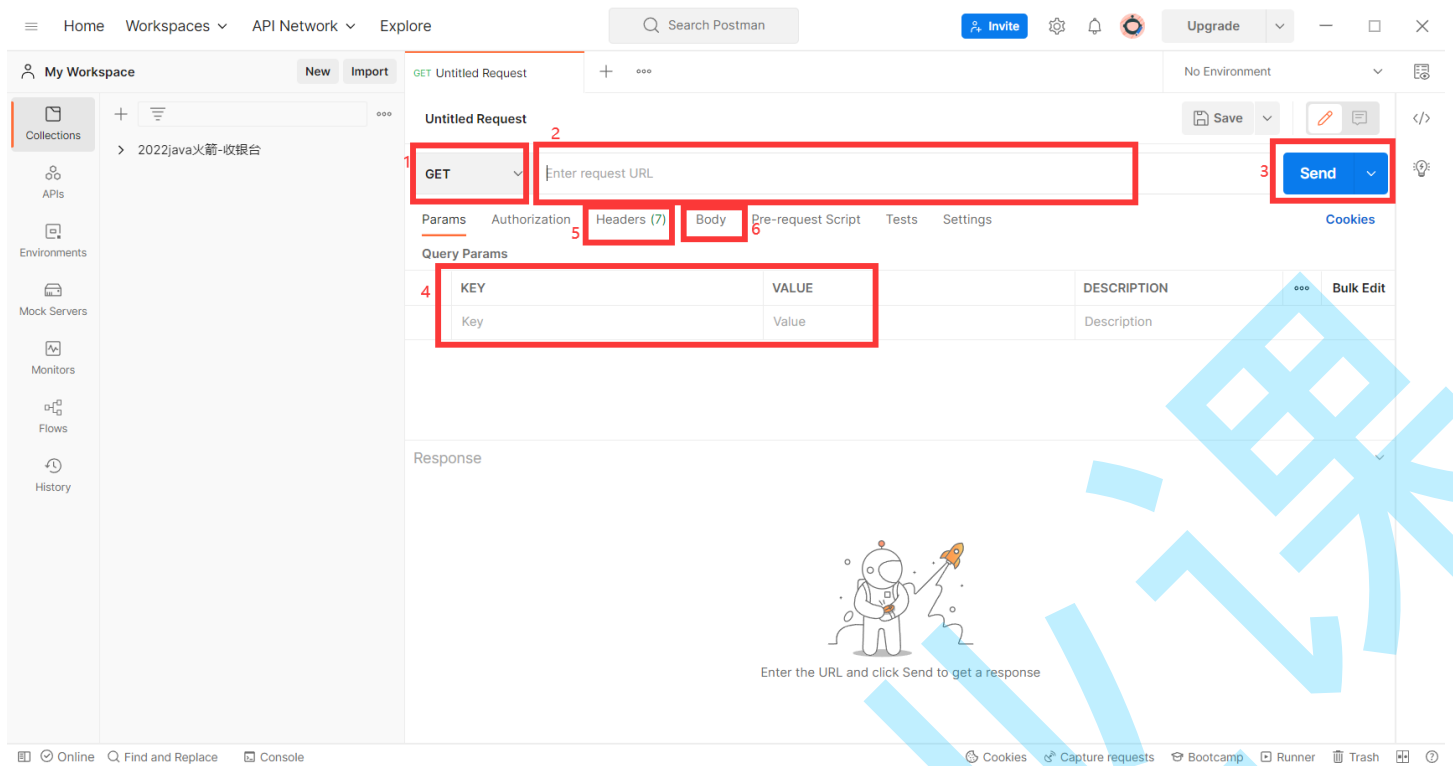 Home Workspaces API Network Explore Search Postman Invite Upgrade
My Workspace New Import GET Untitled Request No Environment
Collections
APIs
Environments
Mock Servers
Monitors
Flows
History
2022java火箭-收银台
Untitled Request Save
2
1 GET Enter request URL 3 Send
Params Authorization Headers (7) Body Pre-request Script Tests Settings Cookies
5 6
Query Params
4 KEY VALUE DESCRIPTION Bulk Edit
Key Value Description
Response
Enter the URL and click Send to get a response
Online Find and Replace Console Cookies Capture requests Bootcamp Runner Trash